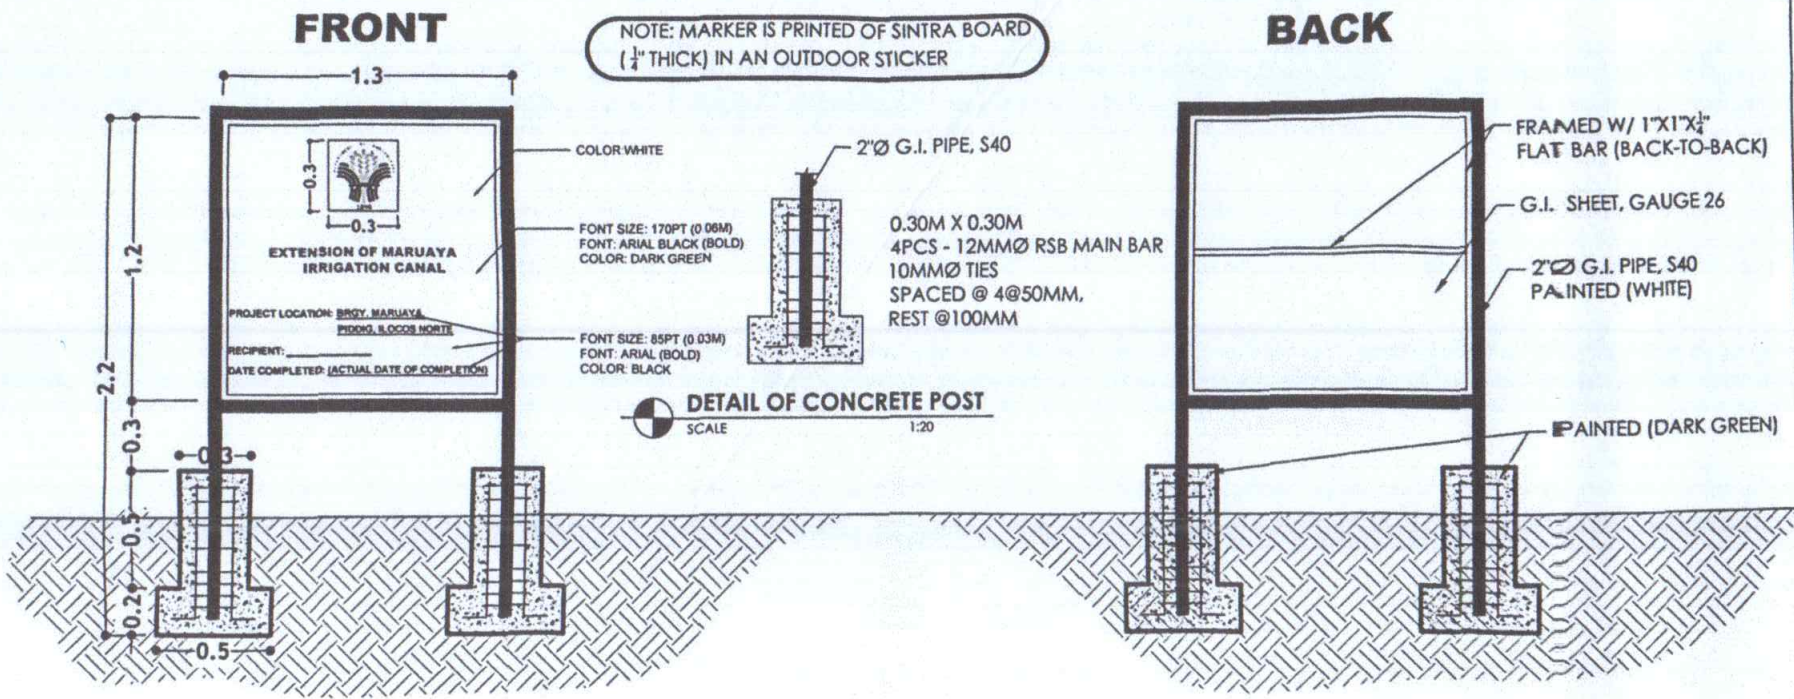 FRONT
NOTE: MARKER IS PRINTED OF SINTRA BOARD
(1/4" THICK) IN AN OUTDOOR STICKER
BACK
1.3
COLOR WHITE
0.3
0.3
EXTENSION OF MARUAYA
IRRIGATION CANAL
PROJECT LOCATION: BRGY. MARUAYA,
PIDDIG, ILOCOS NORTE
RECIPIENT:
DATE COMPLETED: (ACTUAL DATE OF COMPLETION)
FONT SIZE: 170PT (0.06M)
FONT: ARIAL BLACK (BOLD)
COLOR: DARK GREEN
FONT SIZE: 85PT (0.03M)
FONT: ARIAL (BOLD)
COLOR: BLACK
1.2
2.2
0.3
0.3
0.5
0.2
0.5
2"Ø G.I. PIPE, S40
0.30M X 0.30M
4PCS - 12MMØ RSB MAIN BAR
10MMØ TIES
SPACED @ 4@50MM,
REST @100MM
DETAIL OF CONCRETE POST
SCALE 1:20
FRAMED W/ 1"X1"X1/4"
FLAT BAR (BACK-TO-BACK)
G.I. SHEET, GAUGE 26
2"Ø G.I. PIPE, S40
PAINTED (WHITE)
PAINTED (DARK GREEN)